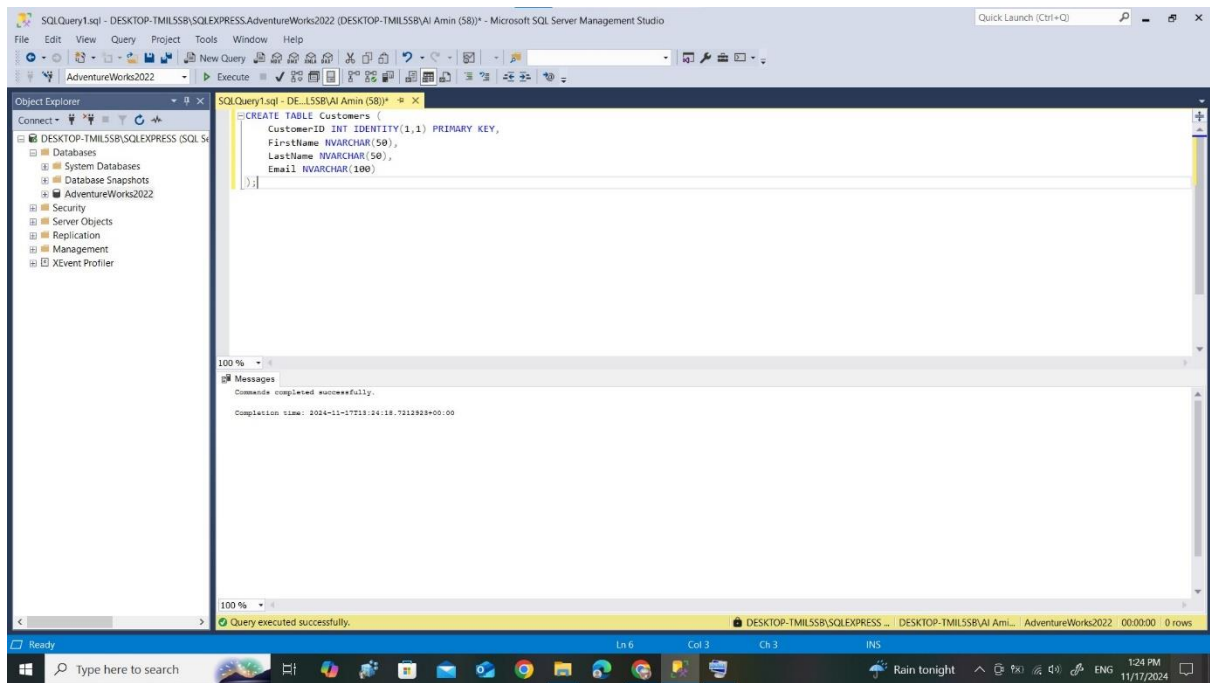 SQLQuery1.sql - DESKTOP-TMIL5SB\SQLEXPRESS.AdventureWorks2022 (DESKTOP-TMIL5SB\Al Amin (58))* - Microsoft SQL Server Management Studio
Quick Launch (Ctrl+Q)
File Edit View Query Project Tools Window Help
New Query
AdventureWorks2022 Execute
Object Explorer
SQLQuery1.sql - DE...L5SB\Al Amin (58))*
Connect
DESKTOP-TMIL5SB\SQLEXPRESS (SQL Se
Databases
System Databases
Database Snapshots
AdventureWorks2022
Security
Server Objects
Replication
Management
XEvent Profiler
CREATE TABLE Customers (
CustomerID INT IDENTITY(1,1) PRIMARY KEY,
FirstName NVARCHAR(50),
LastName NVARCHAR(50),
Email NVARCHAR(100)
);
100 %
Messages
Commands completed successfully.
Completion time: 2024-11-17T13:24:18.7212923+00:00
100 %
Query executed successfully.
DESKTOP-TMIL5SB\SQLEXPRESS ... DESKTOP-TMIL5SB\Al Ami... AdventureWorks2022 00:00:00 0 rows
Ready Ln 6 Col 3 Ch 3 INS
Type here to search
Rain tonight ENG 1:24 PM
11/17/2024